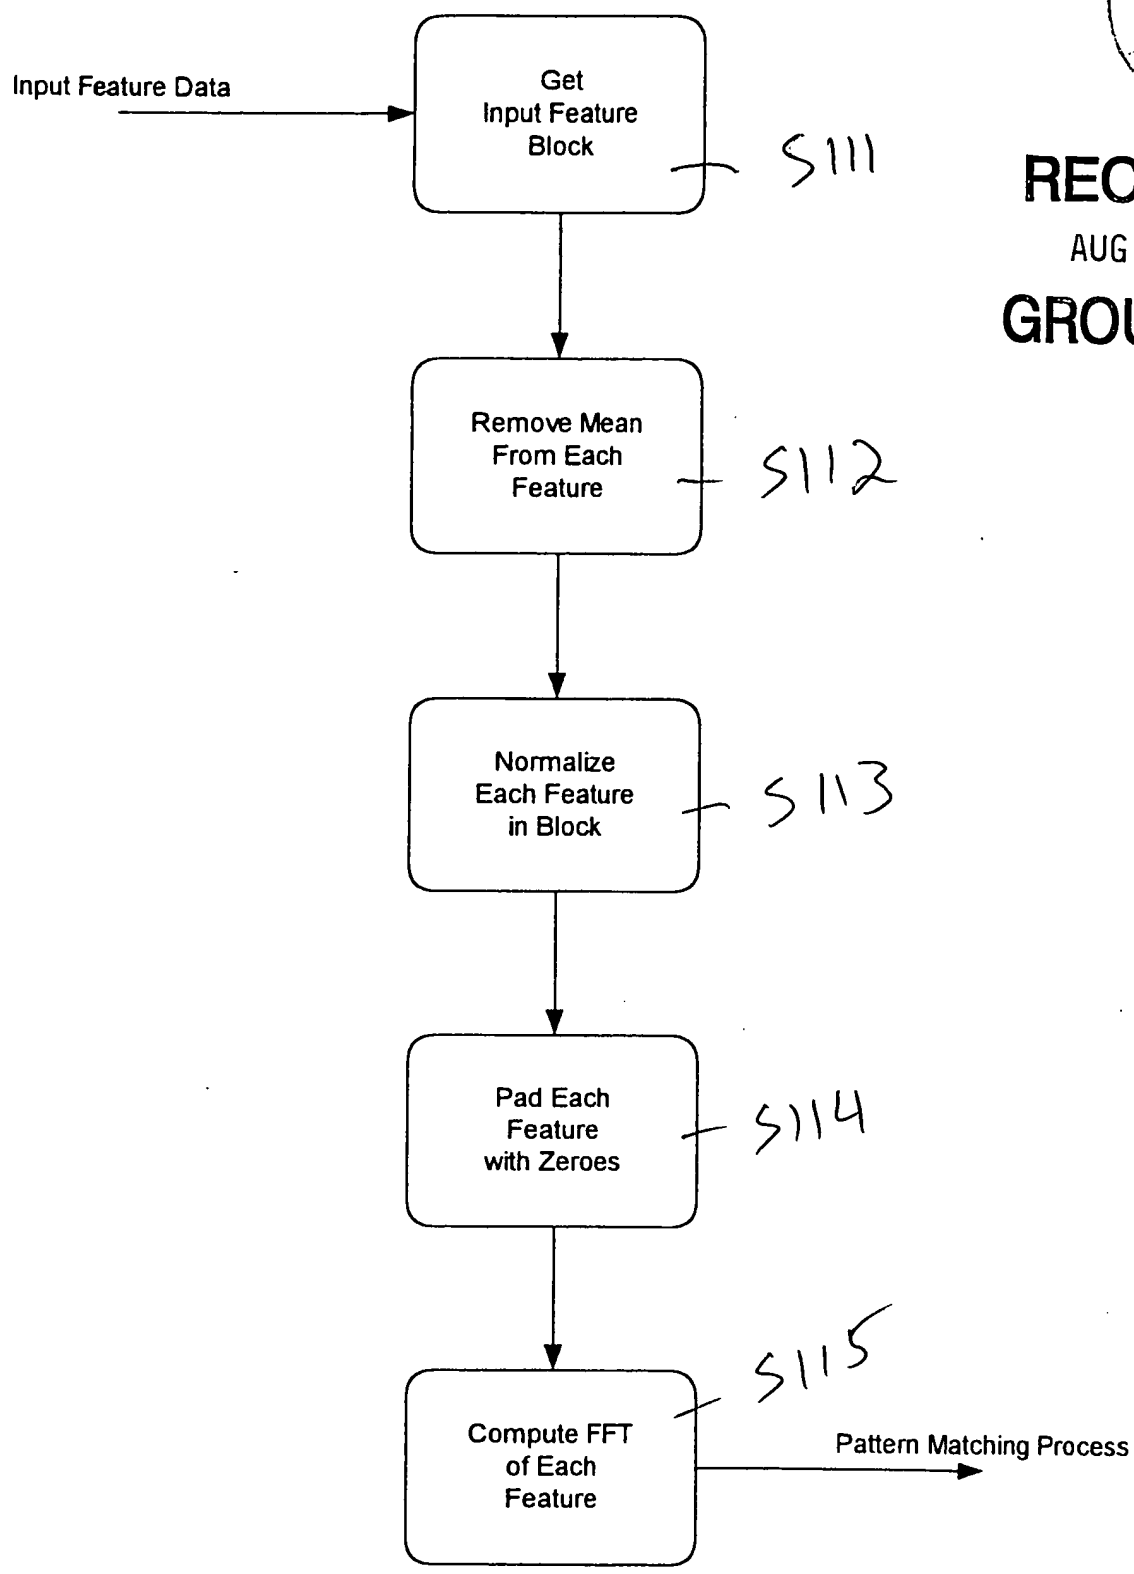 Input Feature Data
Get
Input Feature
Block
S111
REC
AUG
GROU
Remove Mean
From Each
Feature
S112
Normalize
Each Feature
in Block
S113
Pad Each
Feature
with Zeroes
S114
Compute FFT
of Each
Feature
S115
Pattern Matching Process